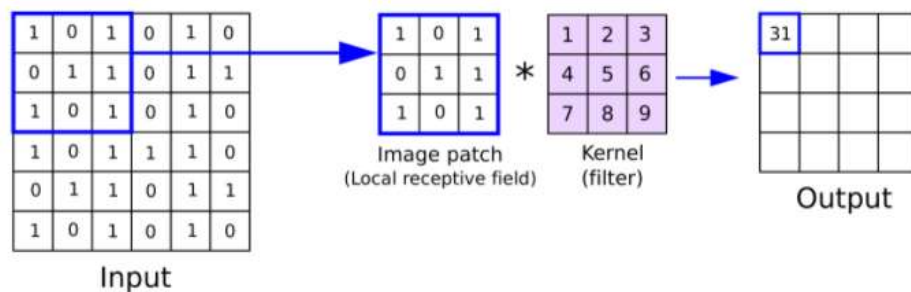 1 0 1 0 1 0
0 1 1 0 1 1
1 0 1 0 1 0
1 0 1 1 1 0
0 1 1 0 1 1
1 0 1 0 1 0
Input
1 0 1
0 1 1
1 0 1
Image patch
(Local receptive field)
*
1 2 3
4 5 6
7 8 9
Kernel
(filter)
31
Output